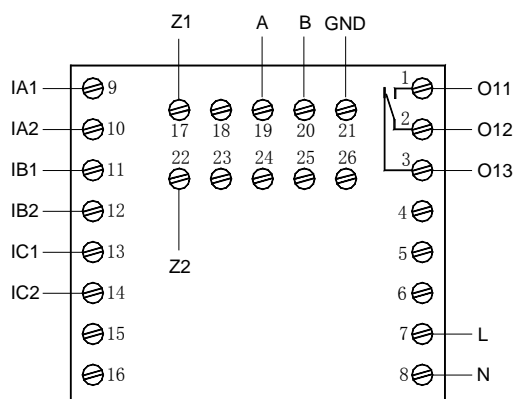 Z1 A B GND
IA1 9 1 O11
17 18 19 20 21
IA2 10 2 O12
22 23 24 25 26
IB1 11 3 O13
IB2 12 4
Z2
IC1 13 5
IC2 14 6
15 7 L
16 8 N